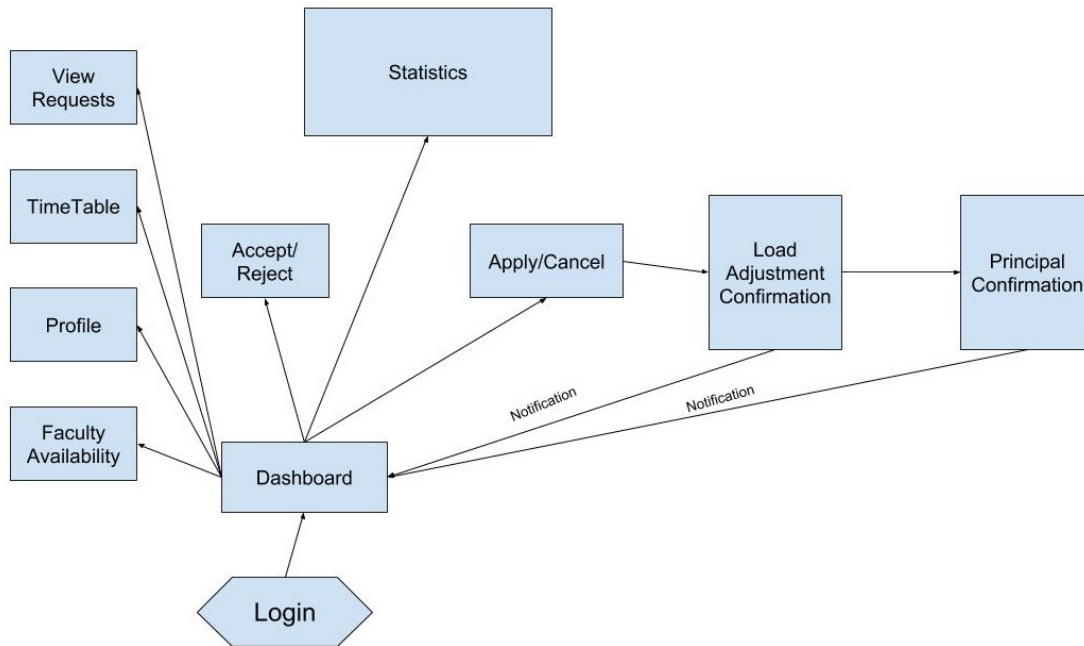 Statistics
View
Requests
TimeTable
Accept/
Reject
Apply/Cancel
Load
Adjustment
Confirmation
Principal
Confirmation
Profile
Notification
Notification
Faculty
Availability
Dashboard
Login